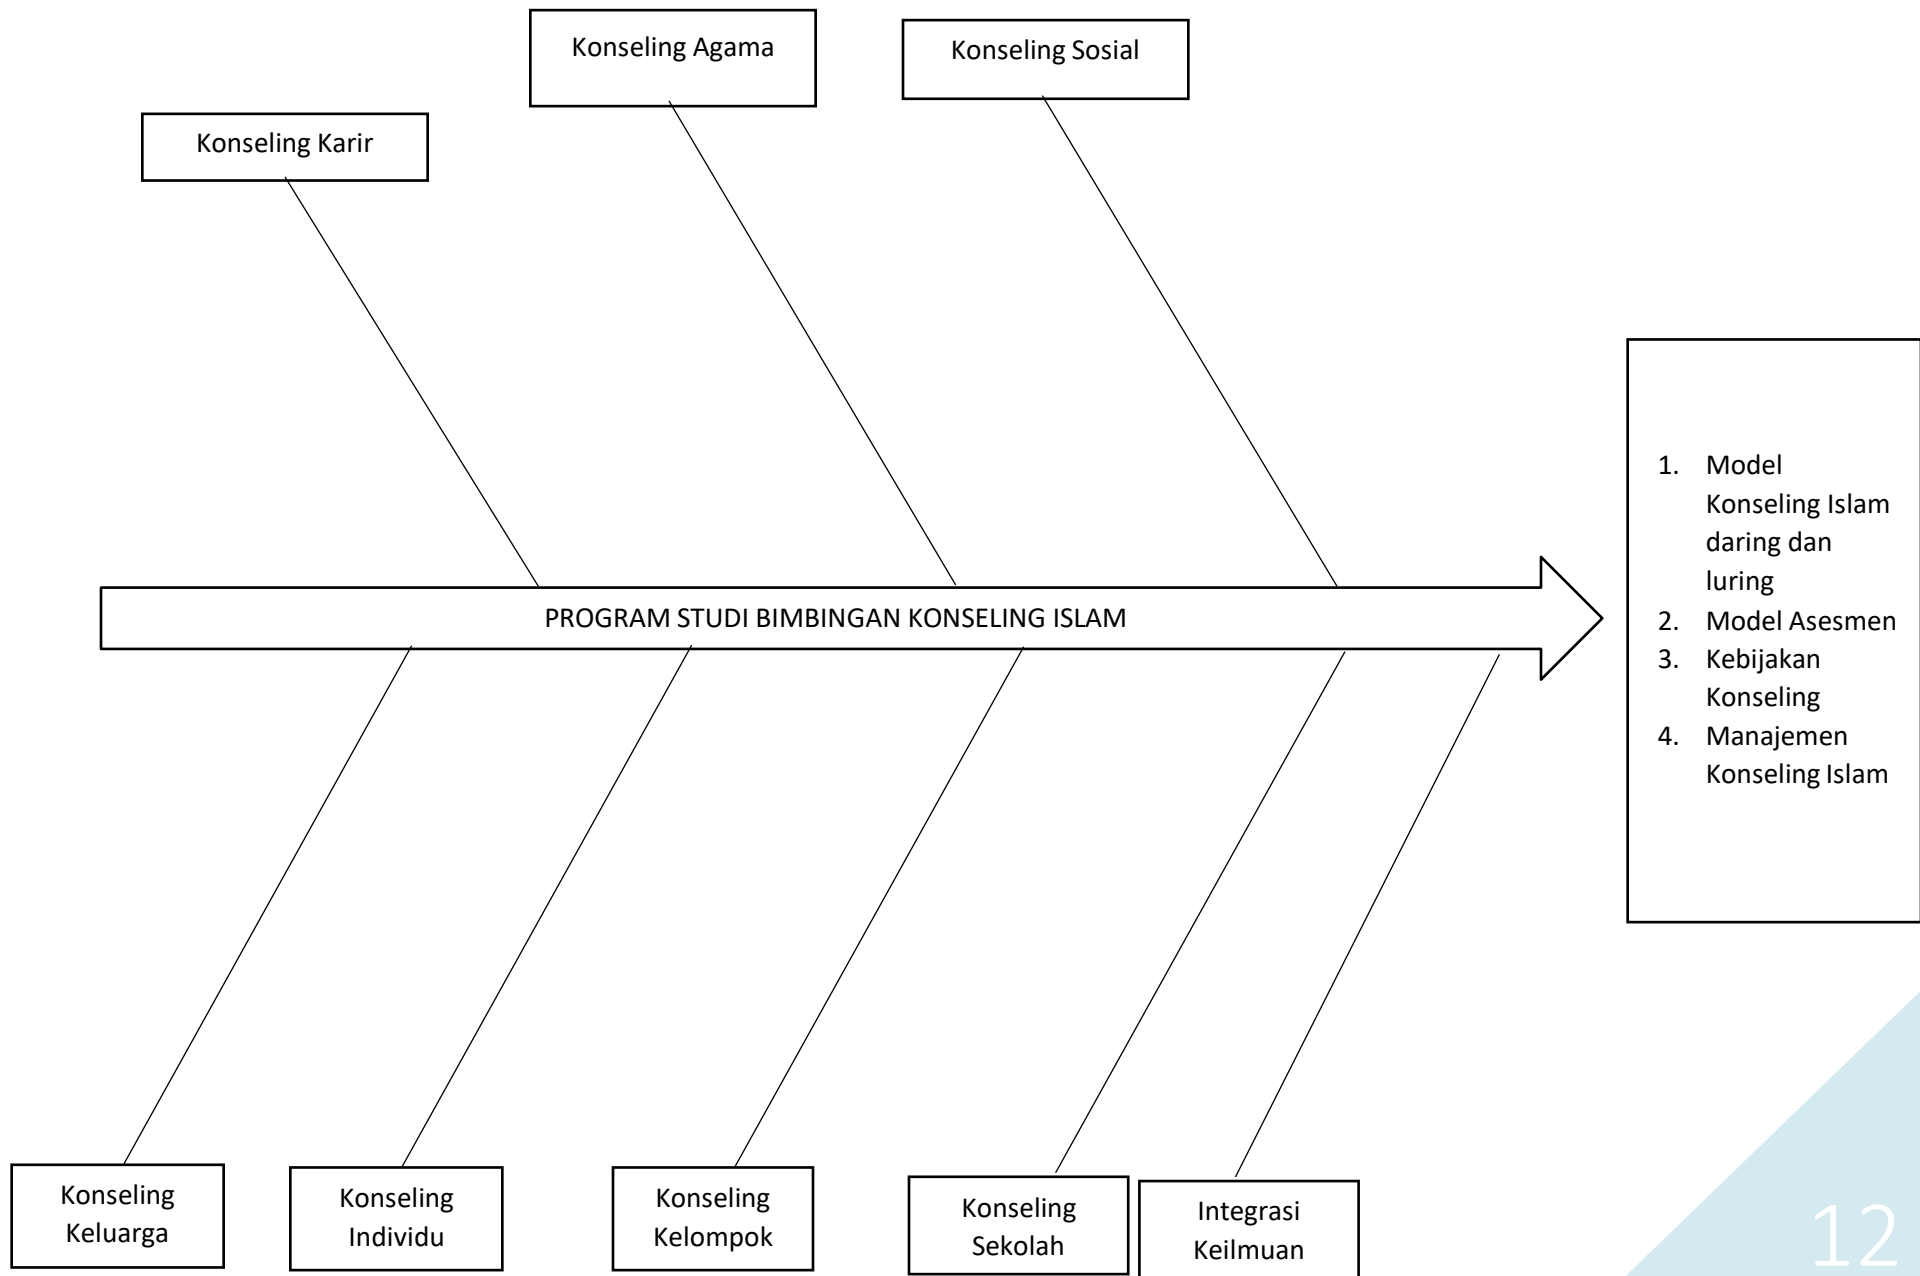 Konseling Agama
Konseling Sosial
Konseling Karir
PROGRAM STUDI BIMBINGAN KONSELING ISLAM
1. Model
Konseling Islam
daring dan
luring
2. Model Asesmen
3. Kebijakan
Konseling
4. Manajemen
Konseling Islam
Konseling
Keluarga
Konseling
Individu
Konseling
Kelompok
Konseling
Sekolah
Integrasi
Keilmuan
12